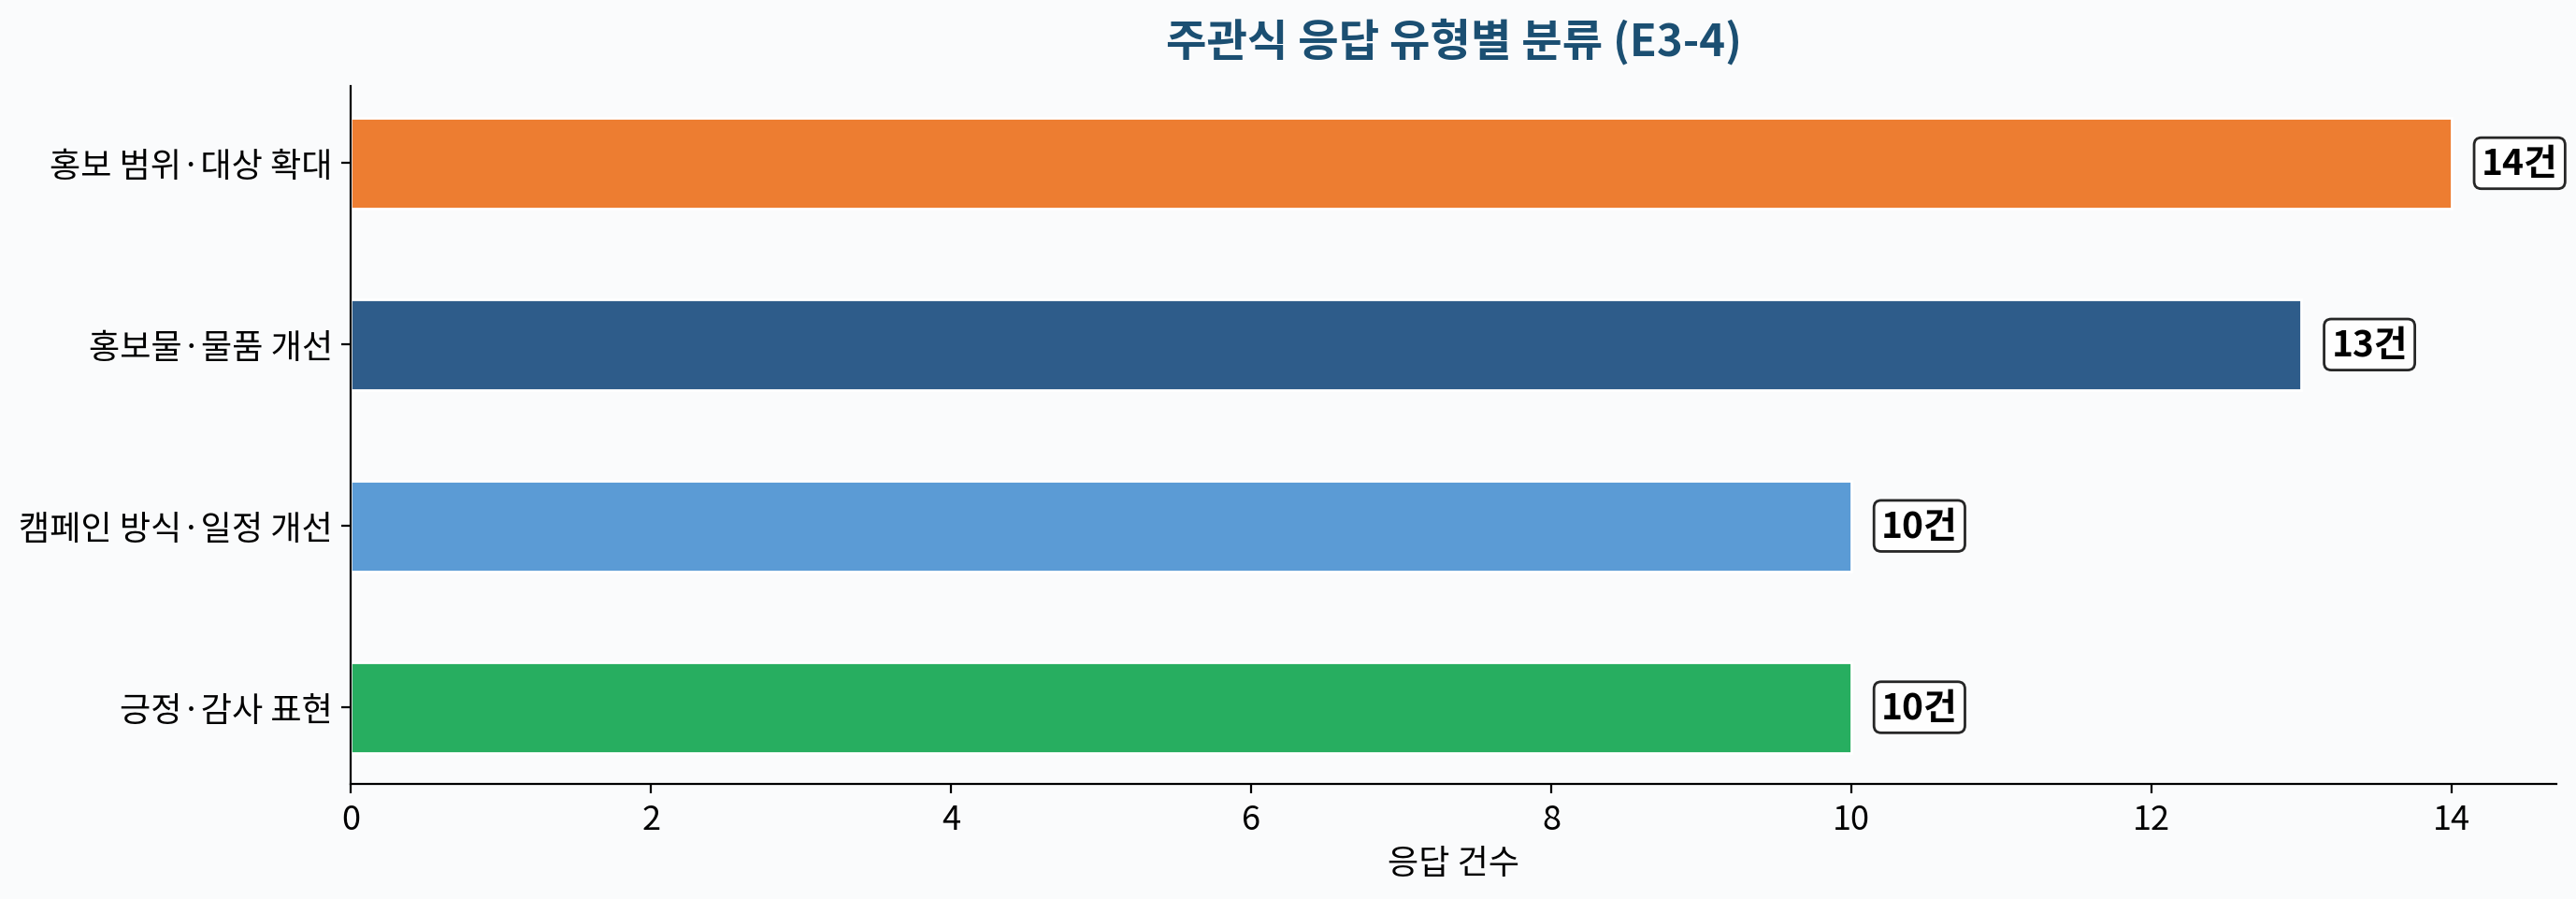 주관식 응답 유형별 분류 (E3-4)
홍보 범위·대상 확대
14건
홍보물·물품 개선
13건
캠페인 방식·일정 개선
10건
긍정·감사 표현
10건
0 2 4 6 8 10 12 14
응답 건수